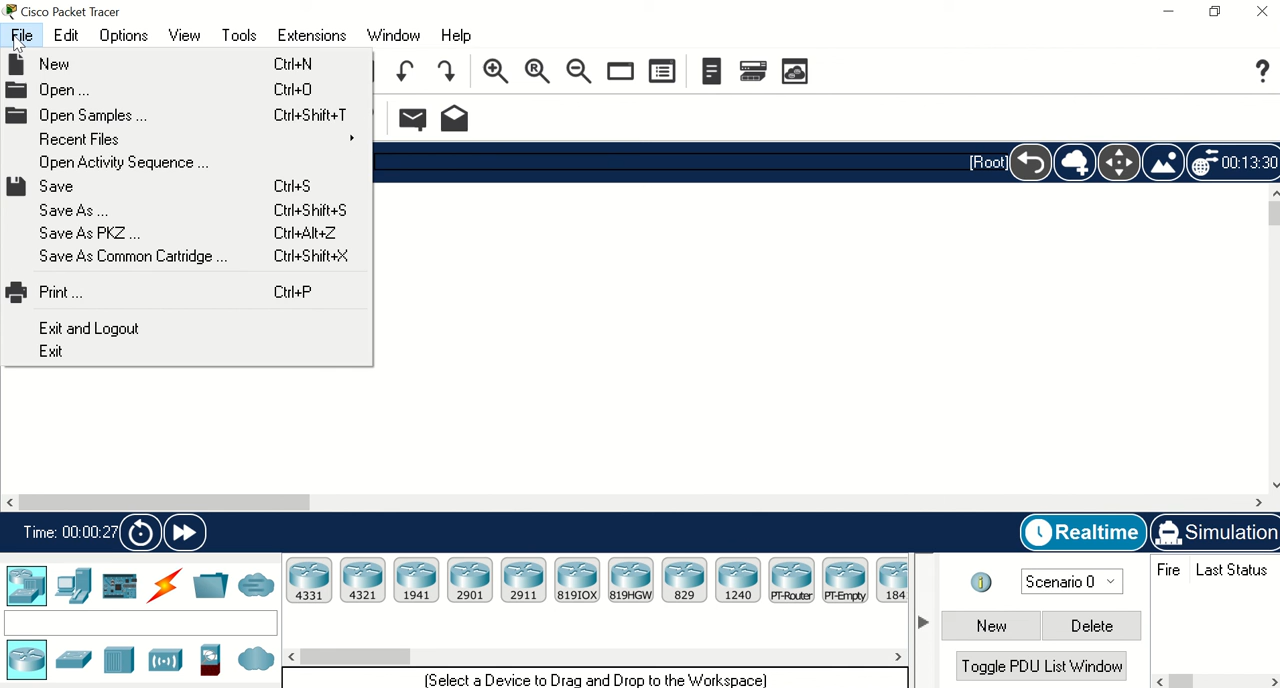 Cisco Packet Tracer
File Edit Options View Tools Extensions Window Help
New Ctrl+N
Open ... Ctrl+O
Open Samples ... Ctrl+Shift+T
Recent Files
Open Activity Sequence ...
Save Ctrl+S
Save As ... Ctrl+Shift+S
Save As PKZ ... Ctrl+Alt+Z
Save As Common Cartridge ... Ctrl+Shift+X
Print ... Ctrl+P
Exit and Logout
Exit
[Root] 00:13:30
Time: 00:00:27 Realtime Simulation
4331 4321 1941 2901 2911 819IOX 819HGW 829 1240 PT-Router PT-Empty 184
Scenario 0
Fire Last Status
New Delete
Toggle PDU List Window
(Select a Device to Drag and Drop to the Workspace)